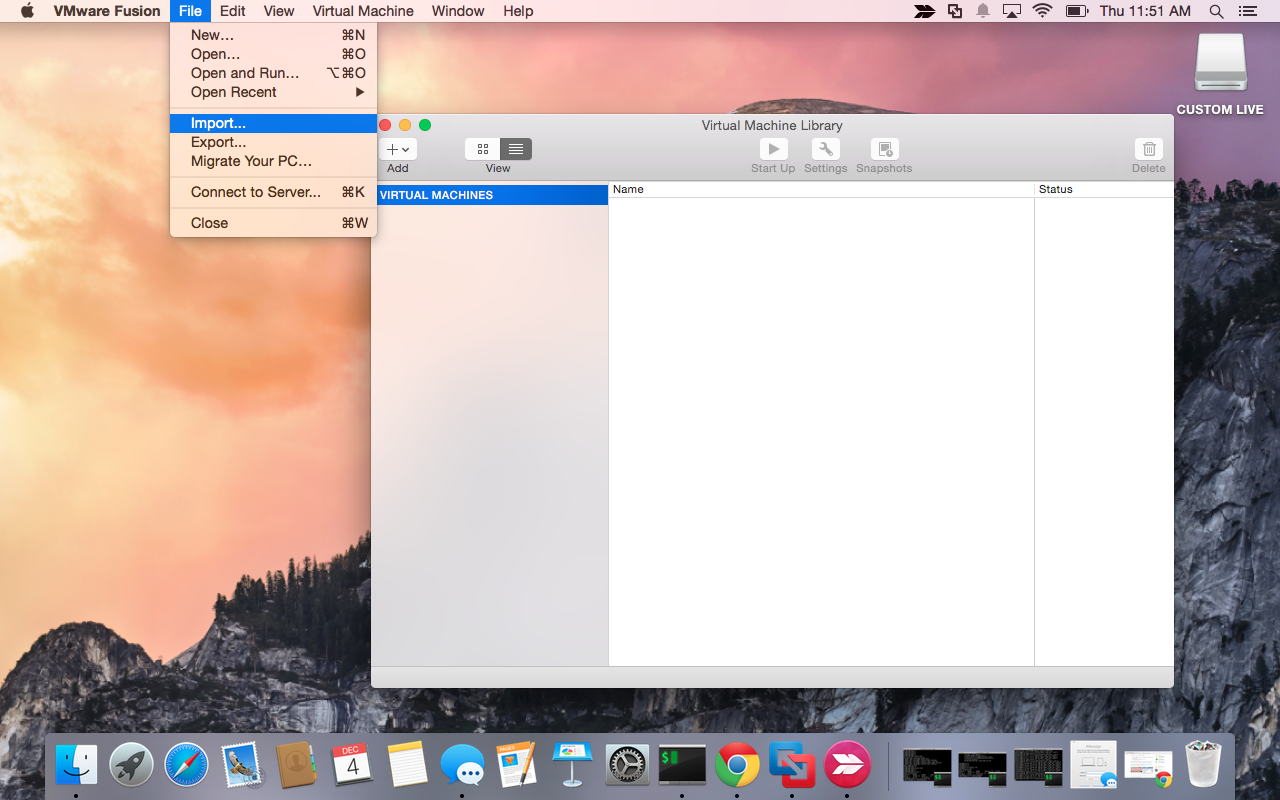 VMware Fusion File Edit View Virtual Machine Window Help Thu 11:51 AM
New… ⌘N
Open… ⌘O
Open and Run… ⌥⌘O
Open Recent ▶
Import…
Export…
Migrate Your PC…
Connect to Server… ⌘K
Close ⌘W
CUSTOM LIVE
Virtual Machine Library
Add View Start Up Settings Snapshots Delete
VIRTUAL MACHINES Name Status
DEC
4
PAGES
$